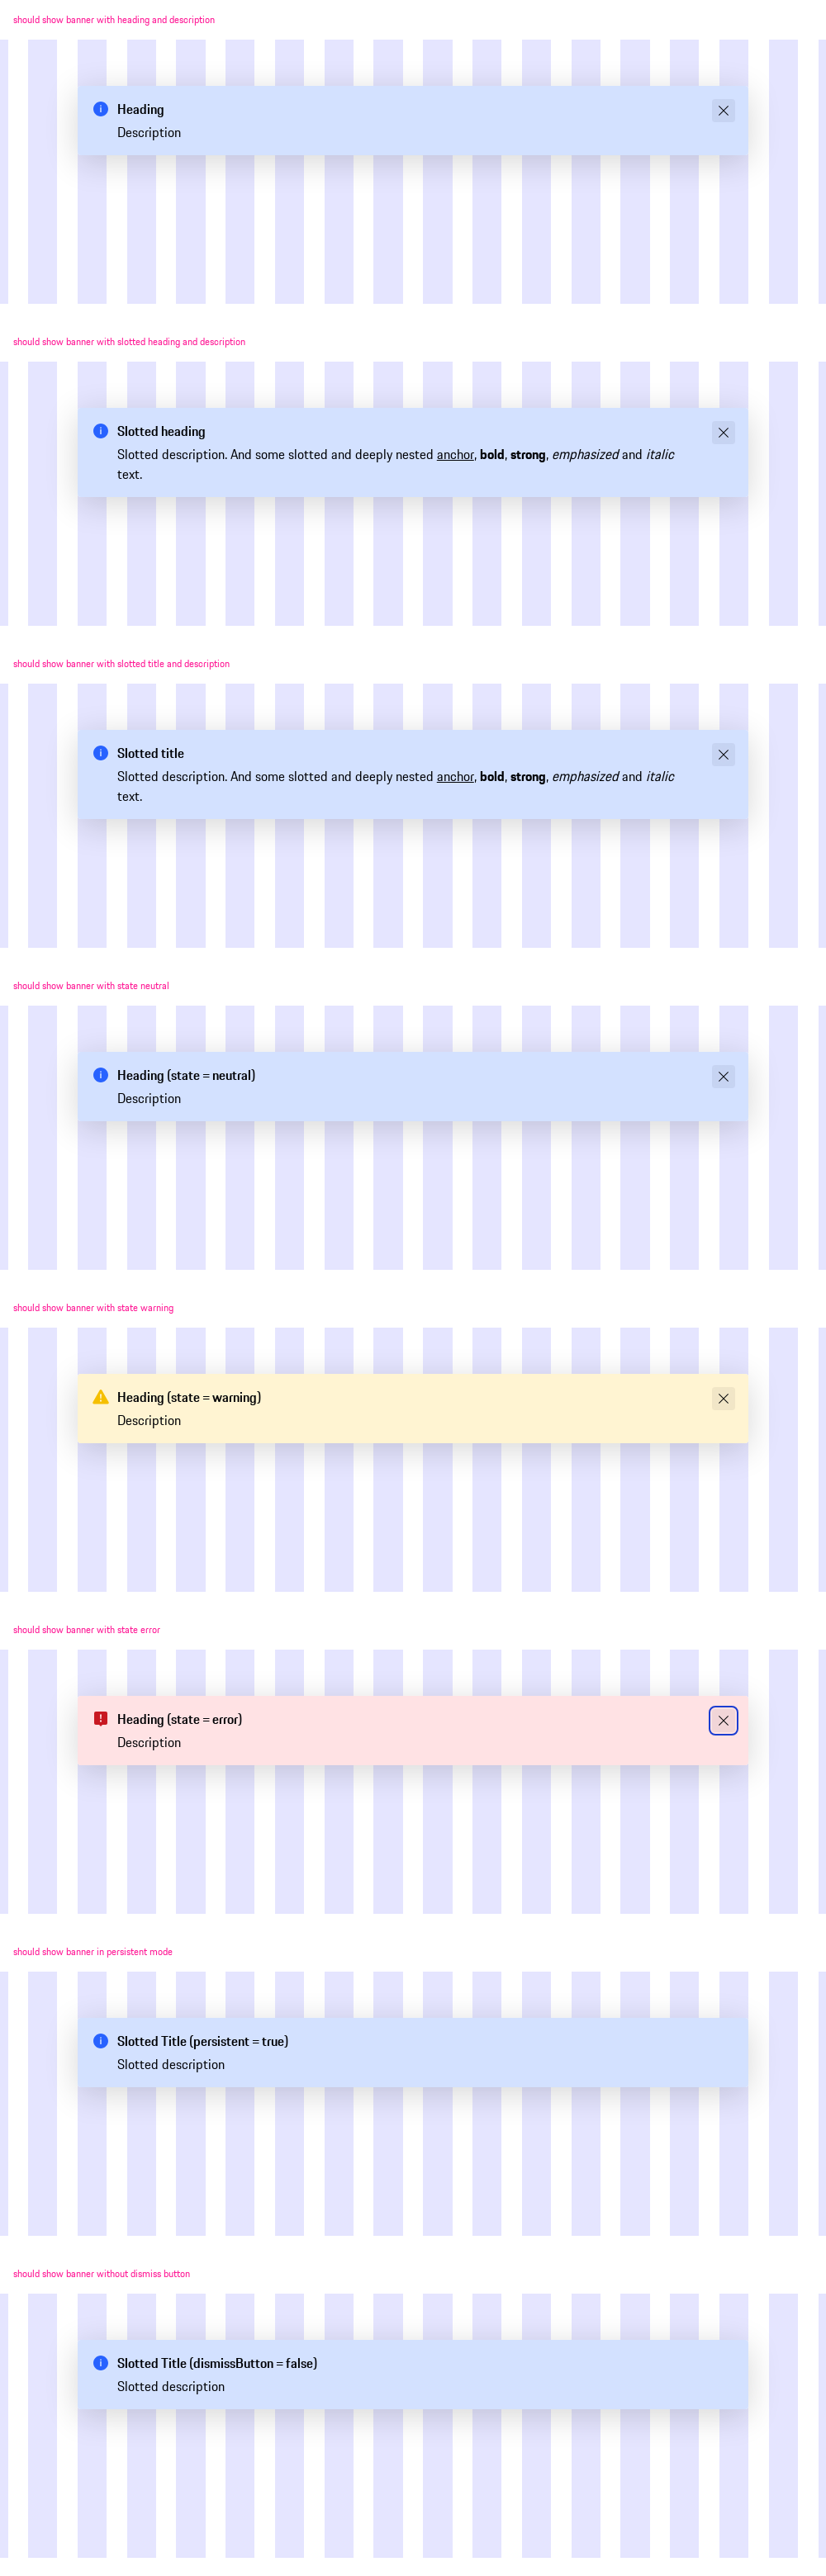 should show banner with heading and description
Heading
Description
should show banner with slotted heading and description
Slotted heading
Slotted description. And some slotted and deeply nested anchor, bold, strong, emphasized and italic
text.
should show banner with slotted title and description
Slotted title
Slotted description. And some slotted and deeply nested anchor, bold, strong, emphasized and italic
text.
should show banner with state neutral
Heading (state = neutral)
Description
should show banner with state warning
Heading (state = warning)
Description
should show banner with state error
Heading (state = error)
Description
should show banner in persistent mode
Slotted Title (persistent = true)
Slotted description
should show banner without dismiss button
Slotted Title (dismissButton = false)
Slotted description